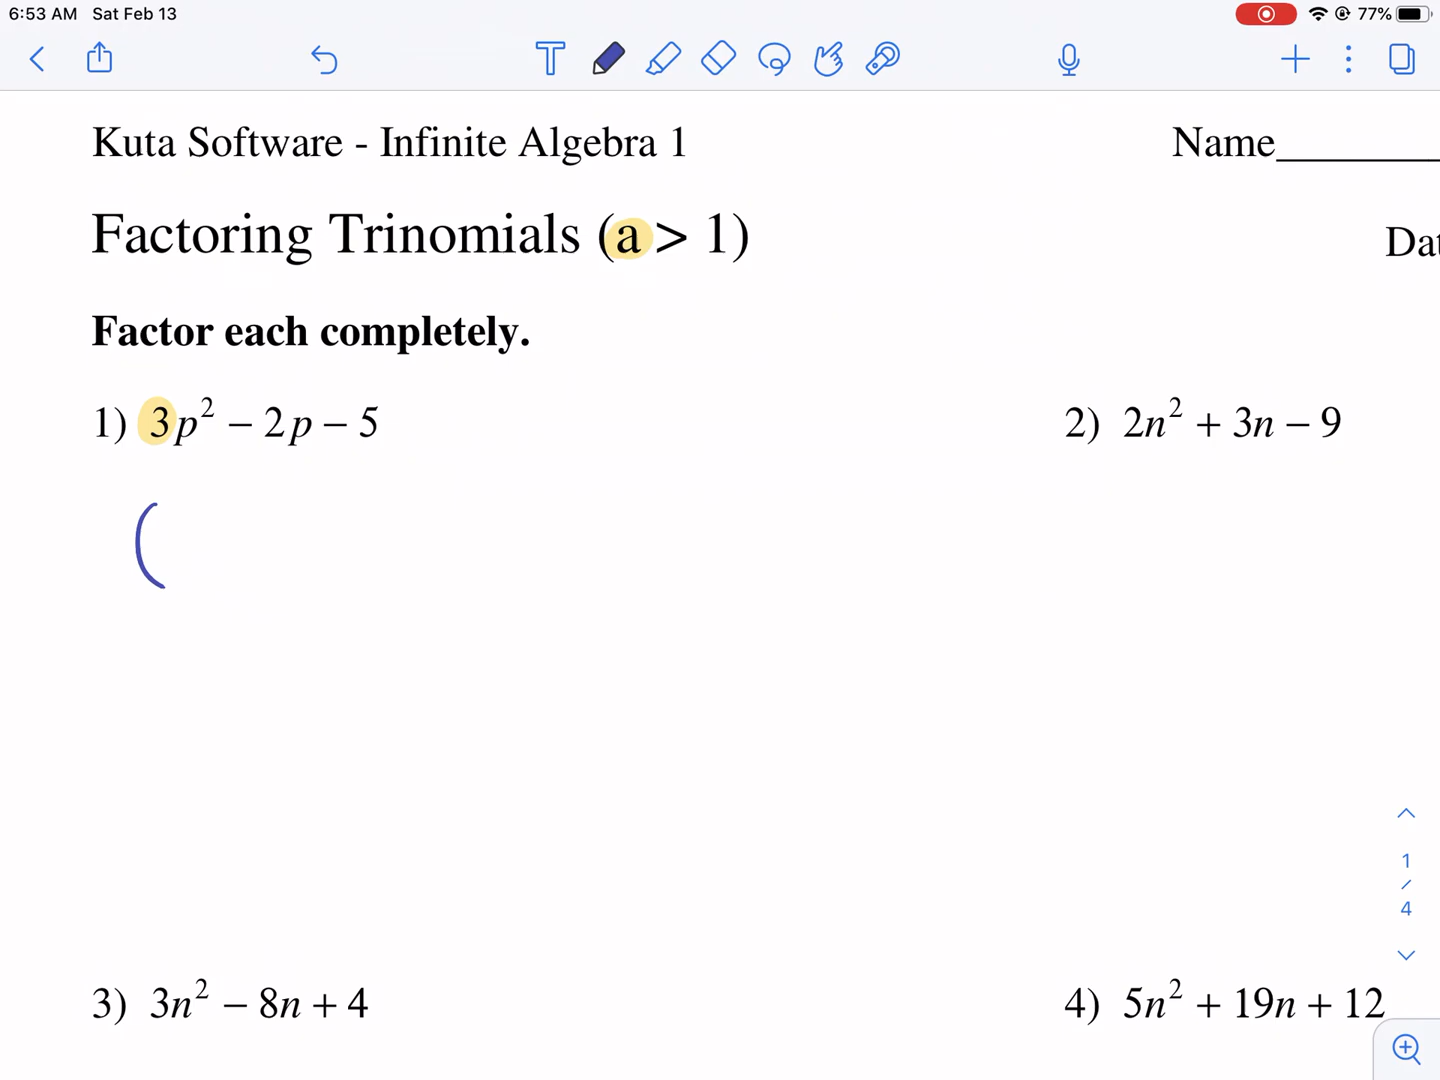 6:53 AM Sat Feb 13
77%
Kuta Software - Infinite Algebra 1
Name
Factoring Trinomials (a > 1)
Dat
Factor each completely.
1) 3p² − 2p − 5
2) 2n² + 3n − 9
(
1
/
4
3) 3n² − 8n + 4
4) 5n² + 19n + 12